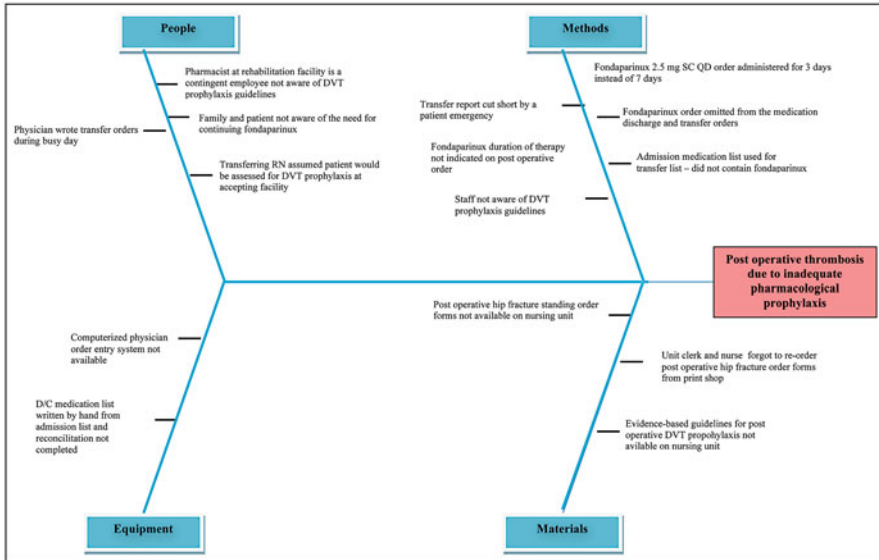 People
Methods
Pharmacist at rehabilitation facility is a
contingent employee not aware of DVT
prophylaxis guidelines
Family and patient not aware of the need for
continuing fondaparinux
Physician wrote transfer orders
during busy day
Transferring RN assumed patient would
be assessed for DVT prophylaxis at
accepting facility
Fondaparinux 2.5 mg SC QD order administered for 3 days
instead of 7 days
Transfer report cut short by a
patient emergency
Fondaparinux order omitted from the medication
discharge and transfer orders
Fondaparinux duration of therapy
not indicated on post operative
order
Admission medication list used for
transfer list – did not contain fondaparinux
Staff not aware of DVT
prophylaxis guidelines
Post operative thrombosis
due to inadequate
pharmacological
prophylaxis
Computerized physician
order entry system not
available
D/C medication list
written by hand from
admission list and
reconcilitation not
completed
Post operative hip fracture standing order
forms not available on nursing unit
Unit clerk and nurse forgot to re-order
post operative hip fracture order forms
from print shop
Evidence-based guidelines for post
operative DVT propohylaxis not
avilable on nursing unit
Equipment
Materials